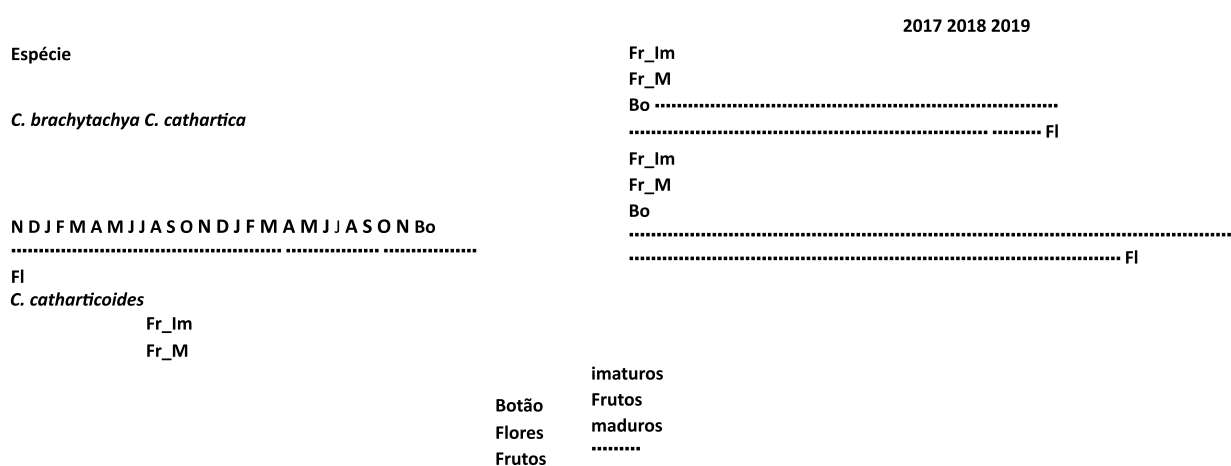 2017 2018 2019
Espécie
C. brachytachya C. cathartica
N D J F M A M J J A S O N D J F M A M J J A S O N Bo
Fl
C. catharticoides
Fr_Im
Fr_M
Fr_Im
Fr_M
Bo
Fl
Fr_Im
Fr_M
Bo
Fl
Botão
Flores
Frutos
imaturos
Frutos
maduros